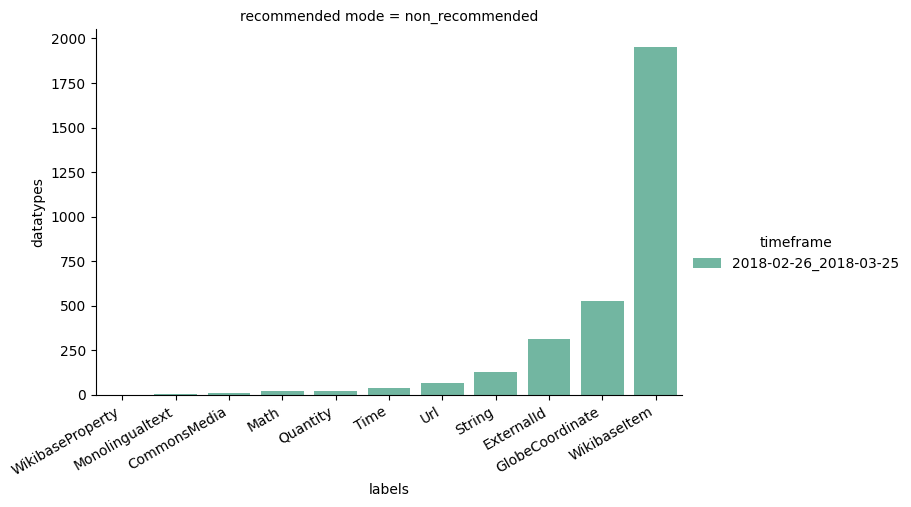 recommended mode = non_recommended
2000
1750
1500
1250
1000
750
500
250
0
datatypes
WikibaseProperty
Monolingualtext
CommonsMedia
Math
Quantity
Time
Url
String
ExternalId
GlobeCoordinate
WikibaseItem
labels
timeframe
2018-02-26_2018-03-25